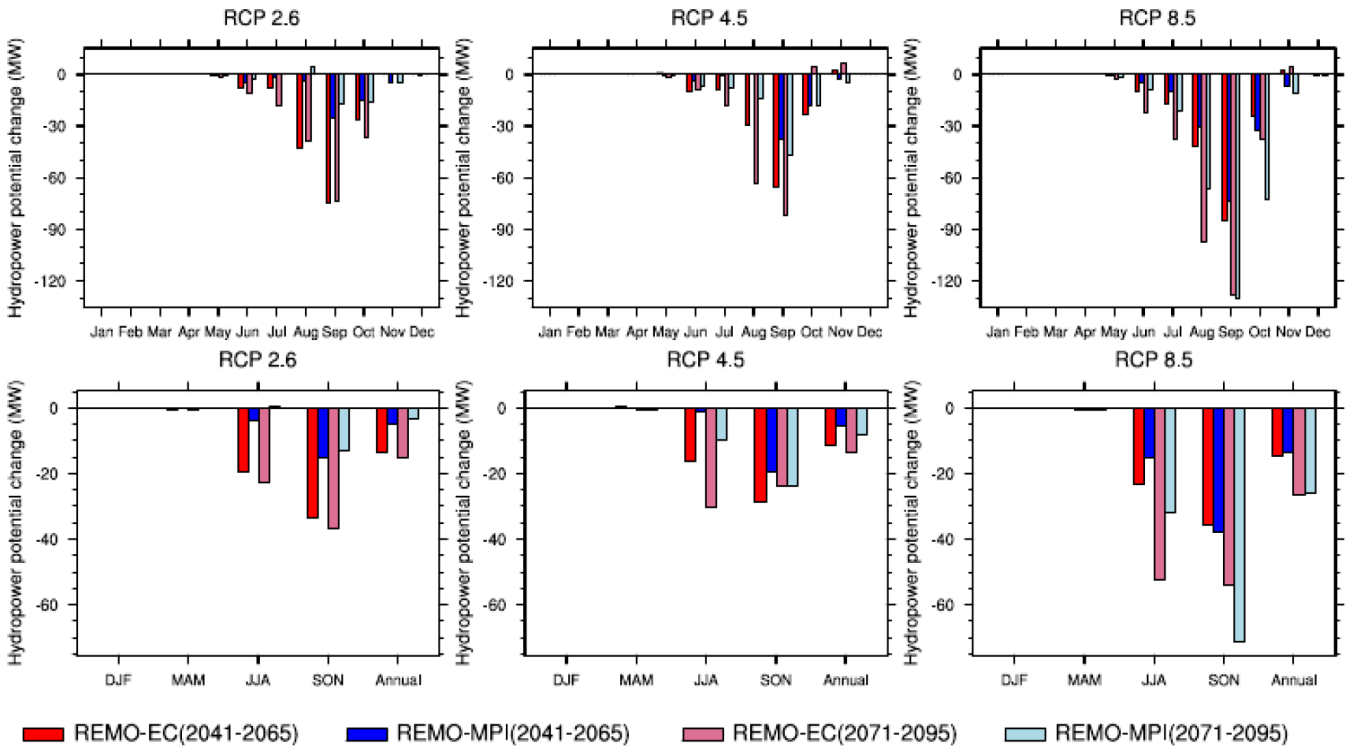 RCP 2.6
RCP 4.5
RCP 8.5
Hydropower potential change (MW)
0
-30
-60
-90
-120
Jan Feb Mar Apr May Jun Jul Aug Sep Oct Nov Dec
Hydropower potential change (MW)
0
-30
-60
-90
-120
Jan Feb Mar Apr May Jun Jul Aug Sep Oct Nov Dec
Hydropower potential change (MW)
0
-30
-60
-90
-120
Jan Feb Mar Apr May Jun Jul Aug Sep Oct Nov Dec
RCP 2.6
RCP 4.5
RCP 8.5
Hydropower potential change (MW)
0
-20
-40
-60
DJF MAM JJA SON Annual
Hydropower potential change (MW)
0
-20
-40
-60
DJF MAM JJA SON Annual
Hydropower potential change (MW)
0
-20
-40
-60
DJF MAM JJA SON Annual
REMO-EC(2041-2065) REMO-MPI(2041-2065) REMO-EC(2071-2095) REMO-MPI(2071-2095)